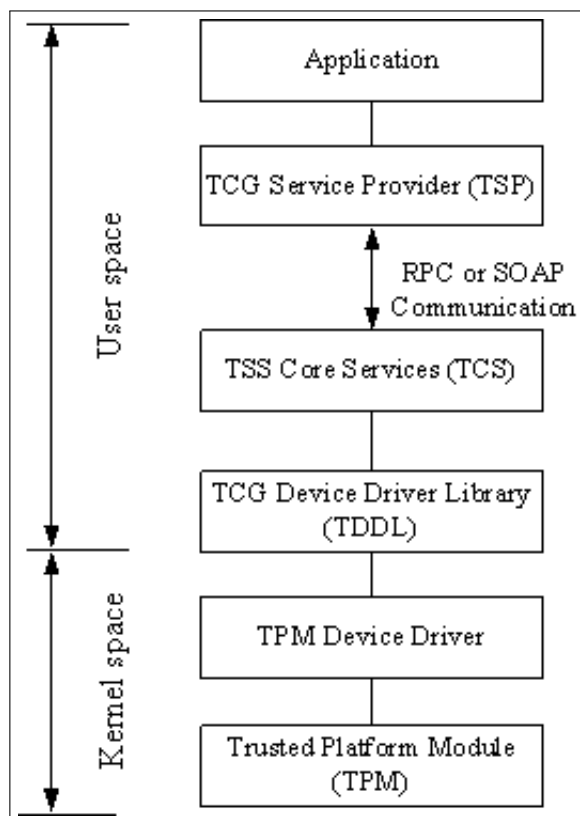 Application
TCG Service Provider (TSP)
RPC or SOAP
Communication
TSS Core Services (TCS)
TCG Device Driver Library
(TDDL)
TPM Device Driver
Trusted Platform Module
(TPM)
User space
Kernel space